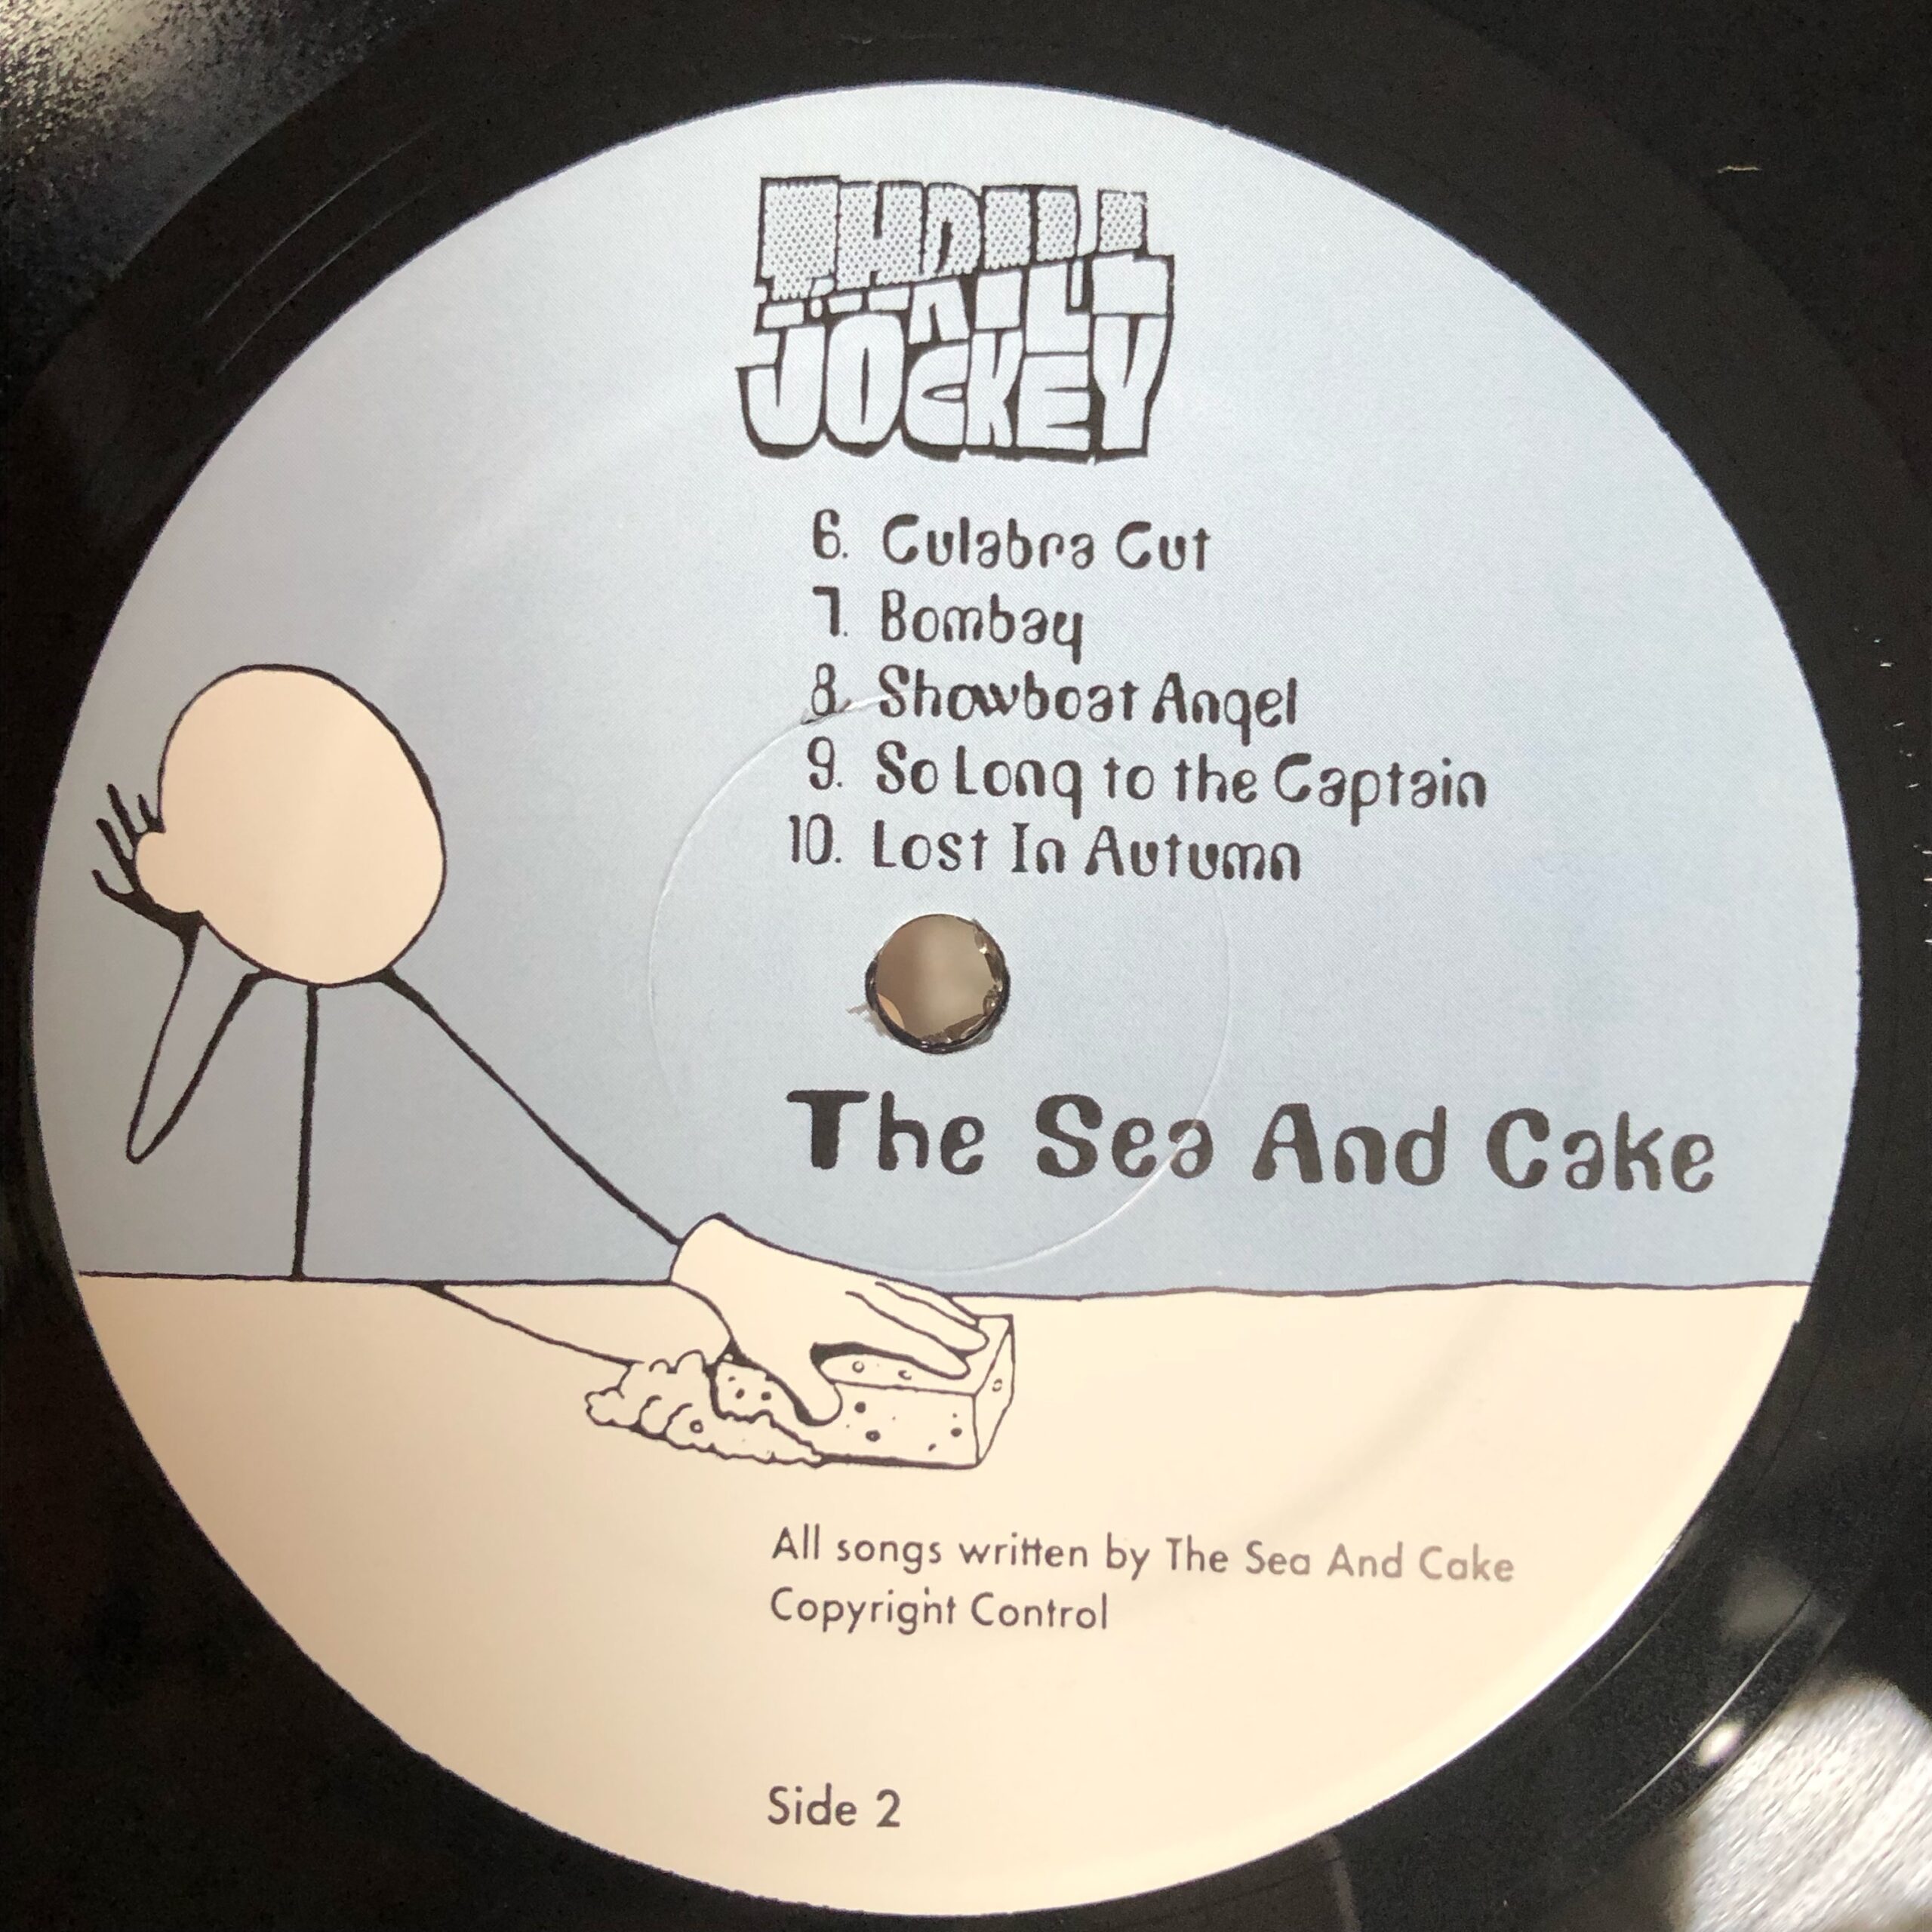 THRILL
JOCKEY
6. Culabra Cut
7. Bombay
8. Showboat Angel
9. So Long to the Captain
10. Lost In Autumn
The Sea And Cake
All songs written by The Sea And Cake
Copyright Control
Side 2